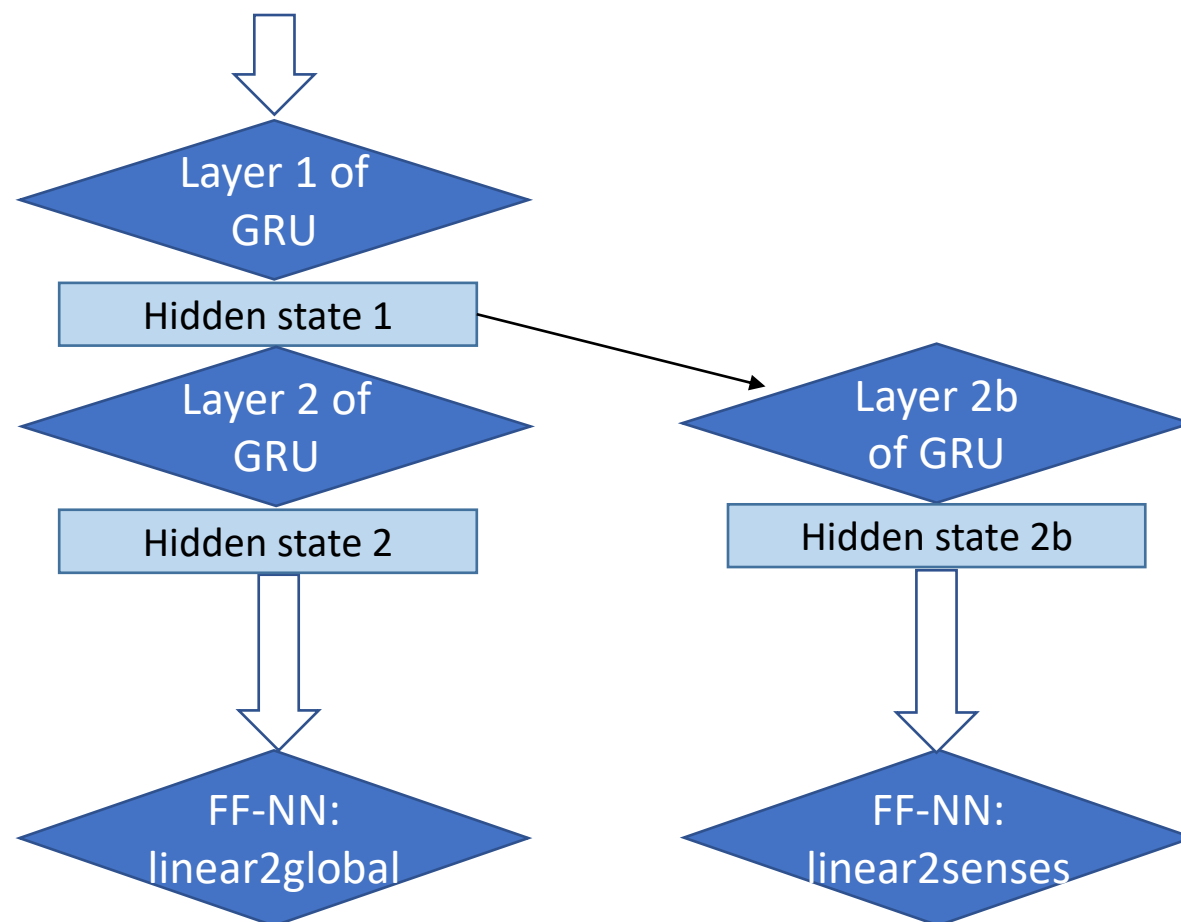 Layer 1 of
GRU
Hidden state 1
Layer 2 of
GRU
Hidden state 2
FF-NN:
linear2global
Layer 2b
of GRU
Hidden state 2b
FF-NN:
linear2senses